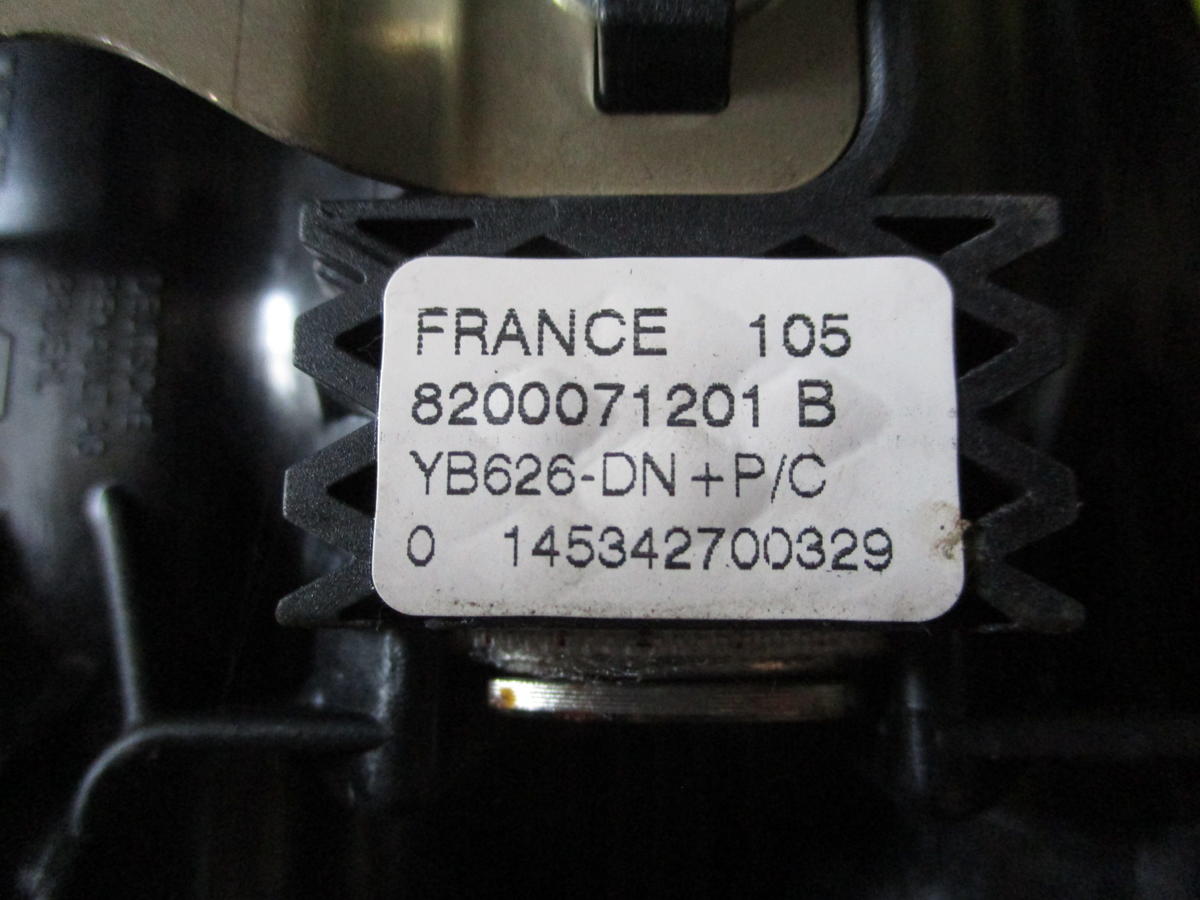 FRANCE 105
8200071201 B
YB626-DN+P/C
0 145342700329